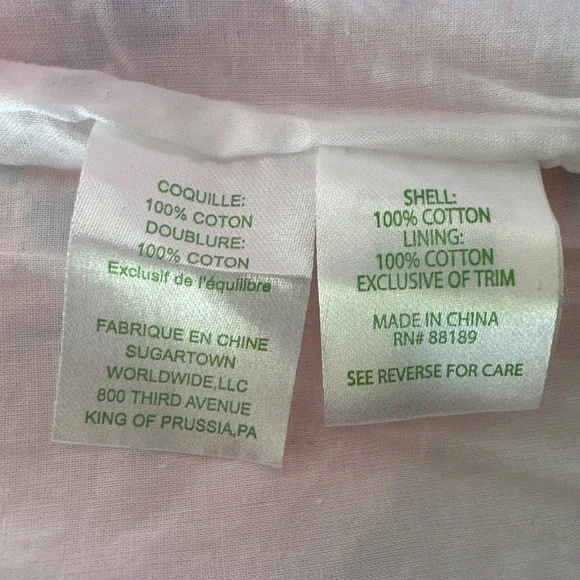 COQUILLE:
100% COTON
DOUBLURE:
100% COTON
Exclusif de l'équilibre
FABRIQUE EN CHINE
SUGARTOWN
WORLDWIDE,LLC
800 THIRD AVENUE
KING OF PRUSSIA,PA
SHELL:
100% COTTON
LINING:
100% COTTON
EXCLUSIVE OF TRIM
MADE IN CHINA
RN# 88189
SEE REVERSE FOR CARE